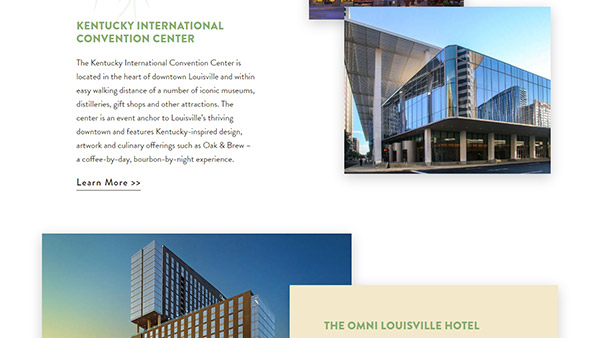 KENTUCKY INTERNATIONAL
CONVENTION CENTER
The Kentucky International Convention Center is
located in the heart of downtown Louisville and within
easy walking distance of a number of iconic museums,
distilleries, gift shops and other attractions. The
center is an event anchor to Louisville's thriving
downtown and features Kentucky-inspired design,
artwork and culinary offerings such as Oak & Brew –
a coffee-by-day, bourbon-by-night experience.
Learn More >>
THE OMNI LOUISVILLE HOTEL